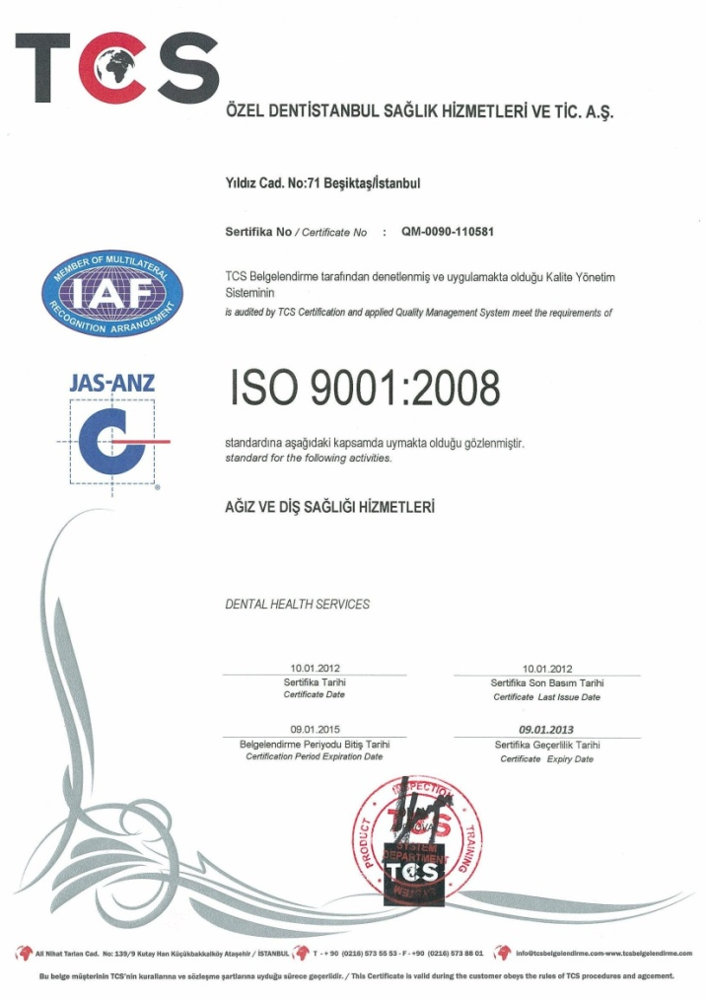 TCS
ÖZEL DENTİSTANBUL SAĞLIK HİZMETLERİ VE TİC. A.Ş.
Yıldız Cad. No:71 Beşiktaş/İstanbul
Sertifika No / Certificate No : QM-0090-110581
MEMBER OF MULTILATERAL
IAF
RECOGNITION ARRANGEMENT
TCS Belgelendirme tarafından denetlenmiş ve uygulamakta olduğu Kalite Yönetim
Sisteminin
is audited by TCS Certification and applied Quality Management System meet the requirements of
JAS-ANZ
®
ISO 9001:2008
standardına aşağıdaki kapsamda uymakta olduğu gözlenmiştir.
standard for the following activities.
AĞIZ VE DİŞ SAĞLIĞI HİZMETLERİ
DENTAL HEALTH SERVICES
10.01.2012 10.01.2012
Sertifika Tarihi Sertifika Son Basım Tarihi
Certificate Date Certificate Last Issue Date
09.01.2015 09.01.2013
Belgelendirme Periyodu Bitiş Tarihi Sertifika Geçerlilik Tarihi
Certification Period Expiration Date Certificate Expiry Date
INSPECTION
PRODUCT
TRAINING
TCS
SYSTEM
DEPARTMENT
TCS
SYSTEM
Ali Nihat Tarlan Cad. No: 139/9 Kutay Han Küçükbakkalköy Ataşehir / İSTANBUL T - + 90 (0216) 573 55 53 - F - +90 (0216) 573 88 01 info@tcsbelgelendirme.com-www.tcsbelgelendirme.com
Bu belge müşterinin TCS'nin kurallarına ve sözleşme şartlarına uyduğu sürece geçerlidir. / This Certificate is valid during the customer obeys the rules of TCS procedures and agcement.